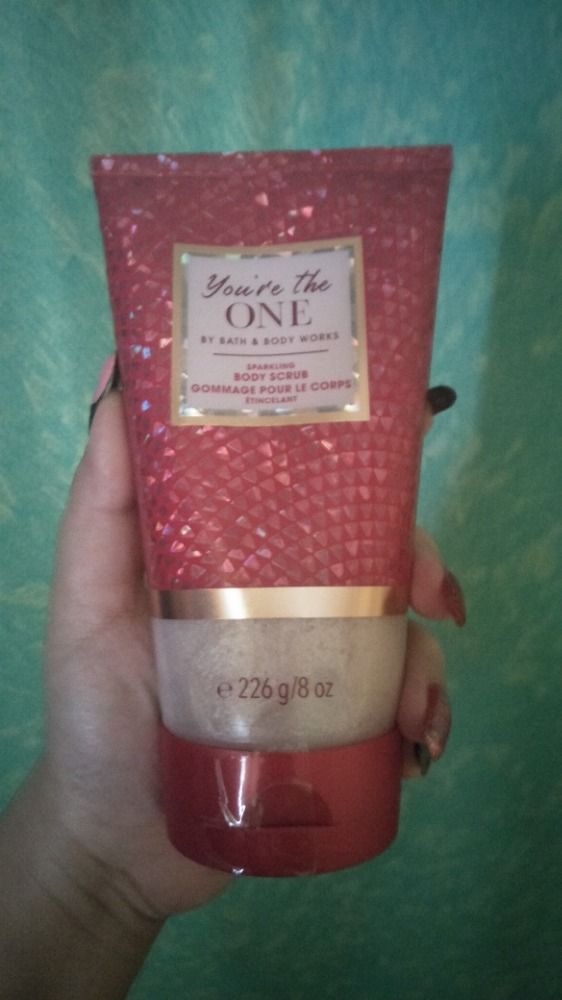 You're the
ONE
BY BATH & BODY WORKS
SPARKLING
BODY SCRUB
GOMMAGE POUR LE CORPS
ÉTINCELANT
℮ 226 g/8 oz